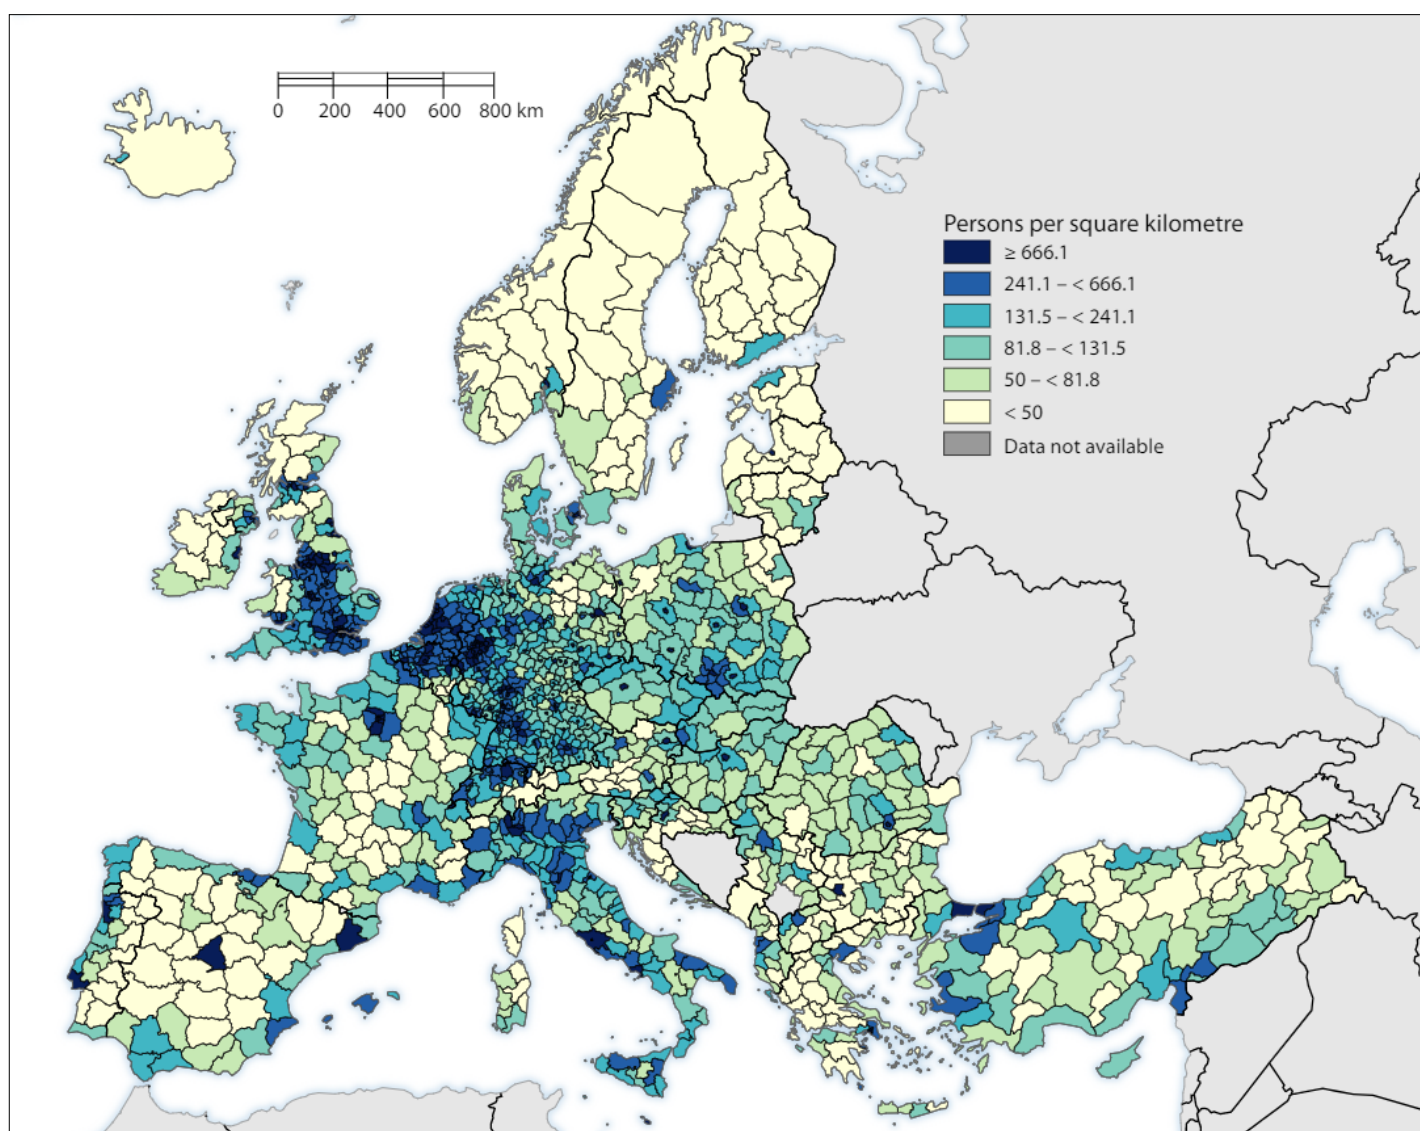 0 200 400 600 800 km
Persons per square kilometre
≥ 666.1
241.1 – < 666.1
131.5 – < 241.1
81.8 – < 131.5
50 – < 81.8
< 50
Data not available